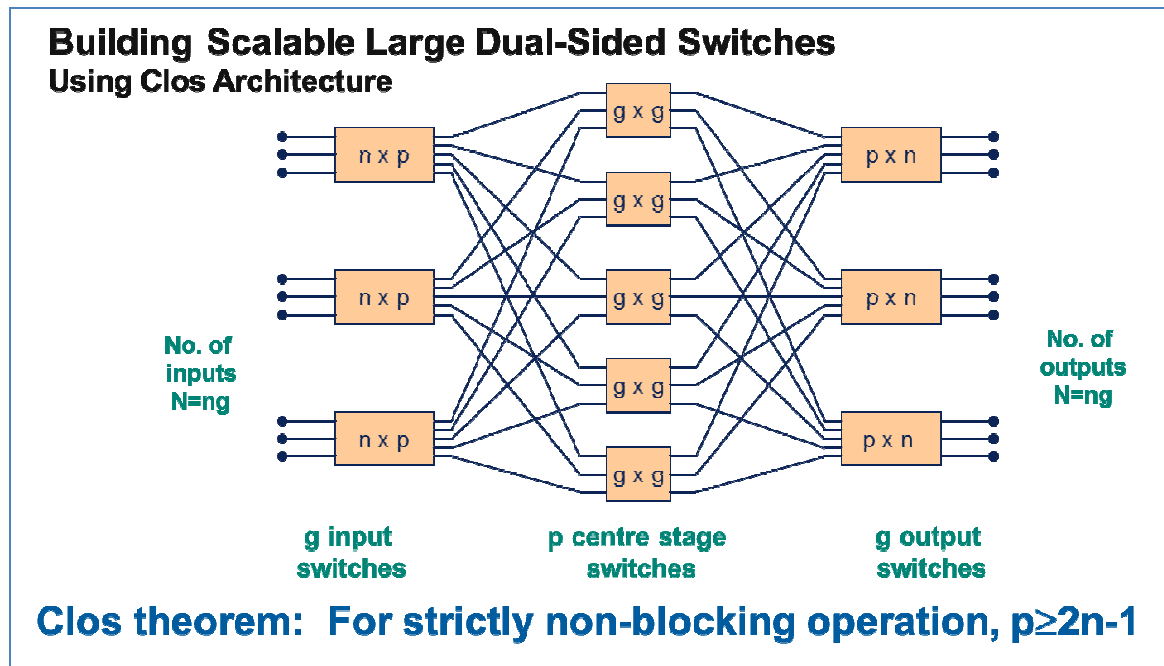 Building Scalable Large Dual-Sided Switches
Using Clos Architecture
g x g
n x p
p x n
g x g
n x p
g x g
p x n
No. of
inputs
N=ng
No. of
outputs
N=ng
g x g
n x p
p x n
g x g
g input
switches
p centre stage
switches
g output
switches
Clos theorem: For strictly non-blocking operation, p≥2n-1